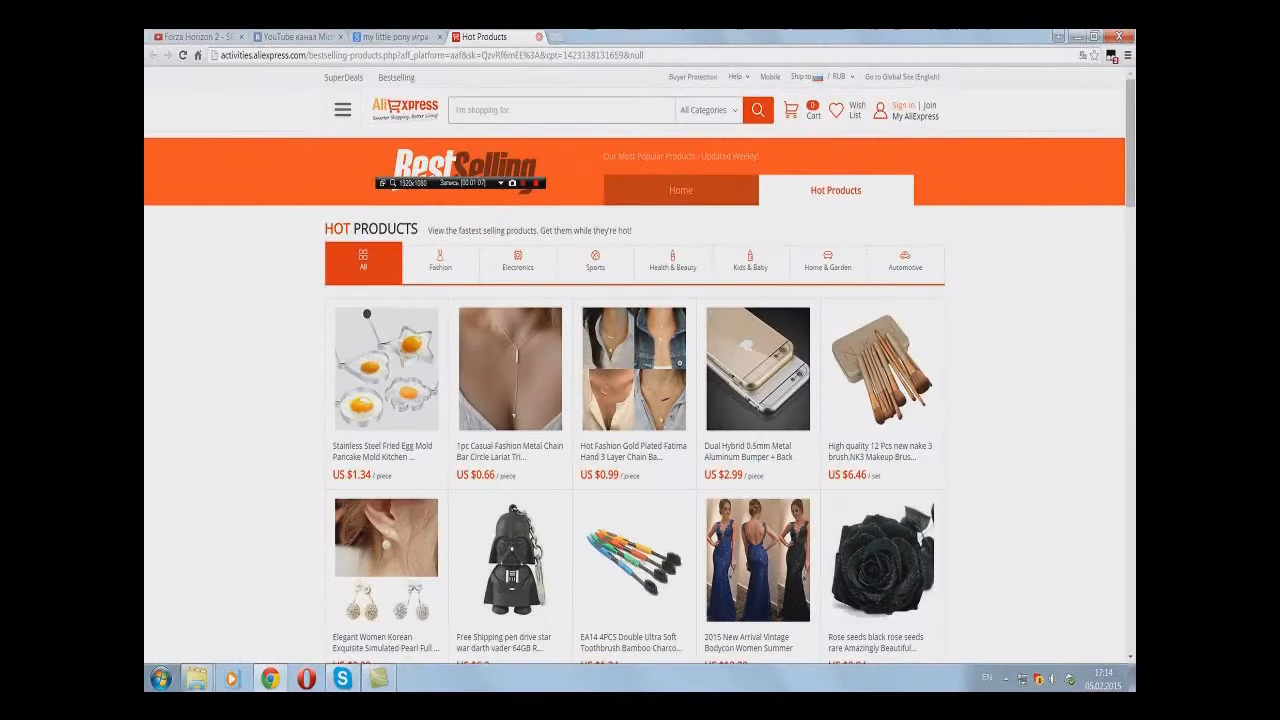 Forza Horizon 2 - SE
YouTube канал Mic
my little pony игра
Hot Products
activities.aliexpress.com/bestselling-products.php?aff_platform=aaf&sk=QzvRf6mEE%3A&cpt=1423138131659&null
SuperDeals
Bestselling
Buyer Protection
Help
Mobile
Ship to / RUB
Go to Global Site (English)
AliExpress
Smarter Shopping, Better Living!
I'm shopping for
All Categories
0
Cart
Wish
List
Sign in | Join
My AliExpress
BestSelling
Our Most Popular Products - Updated Weekly!
1920x1080 Запись [00:01:07]
Home
Hot Products
HOT PRODUCTS View the fastest selling products. Get them while they're hot!
All
Fashion
Electronics
Sports
Health & Beauty
Kids & Baby
Home & Garden
Automotive
Stainless Steel Fried Egg Mold
Pancake Mold Kitchen ...
US $1.34 / piece
1pc Casual Fashion Metal Chain
Bar Circle Lariat Tri...
US $0.66 / piece
Hot Fashion Gold Plated Fatima
Hand 3 Layer Chain Ba...
US $0.99 / piece
Dual Hybrid 0.5mm Metal
Aluminum Bumper + Back
US $2.99 / piece
High quality 12 Pcs new nake 3
brush,NK3 Makeup Brus...
US $6.46 / set
Elegant Women Korean
Exquisite Simulated Pearl Full ...
Free Shipping pen drive star
war darth vader 64GB R...
EA14 4PCS Double Ultra Soft
Toothbrush Bamboo Charco...
2015 New Arrival Vintage
Bodycon Women Summer
Rose seeds black rose seeds
rare Amazingly Beautiful...
EN
17:14
05.02.2015